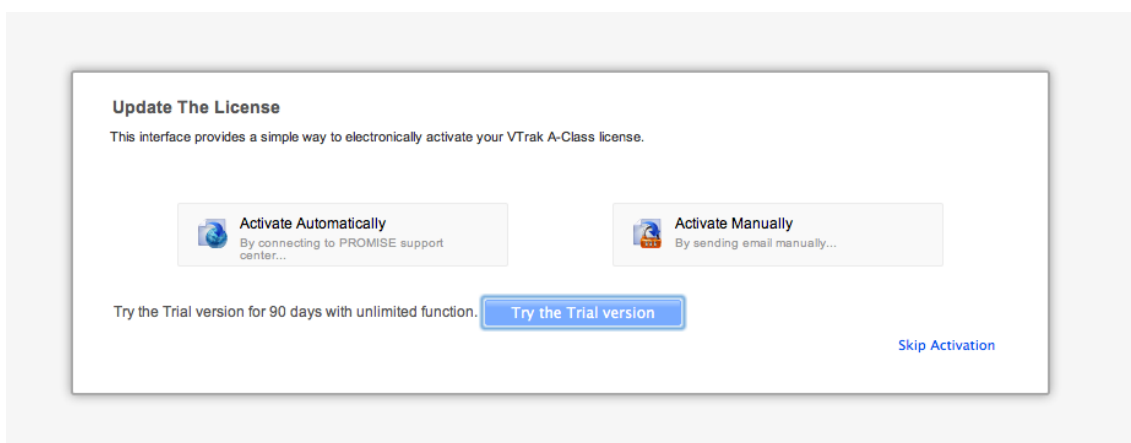 Update The License
This interface provides a simple way to electronically activate your VTrak A-Class license.
Activate Automatically
By connecting to PROMISE support
center...
Activate Manually
By sending email manually...
Try the Trial version for 90 days with unlimited function.
Try the Trial version
Skip Activation